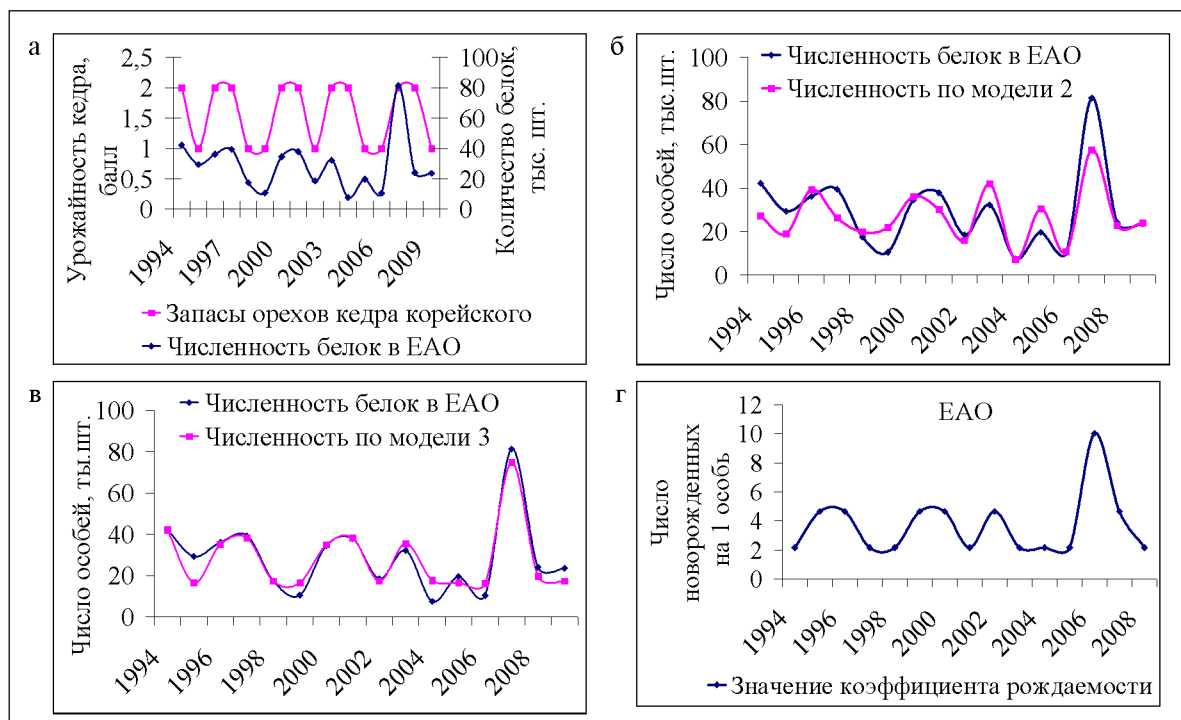 а
Урожайность кедра,
балл
2,5
2
1,5
1
0,5
0
100
80
60
40
20
0
Количество белок,
тыс. шт.
1994
1997
2000
2003
2006
2009
Запасы орехов кедра корейского
Численность белок в ЕАО
б
Число особей, тыс.шт.
100
80
60
40
20
0
Численность белок в ЕАО
Численность по модели 2
1994
1996
1998
2000
2002
2004
2006
2008
в
Число особей, ты.шт.
100
80
60
40
20
0
Численность белок в ЕАО
Численность по модели 3
1994
1996
1998
2000
2002
2004
2006
2008
г
ЕАО
Число
новорожденных
на 1 особь
12
10
8
6
4
2
0
1994
1996
1998
2000
2002
2004
2006
2008
Значение коэффициента рождаемости